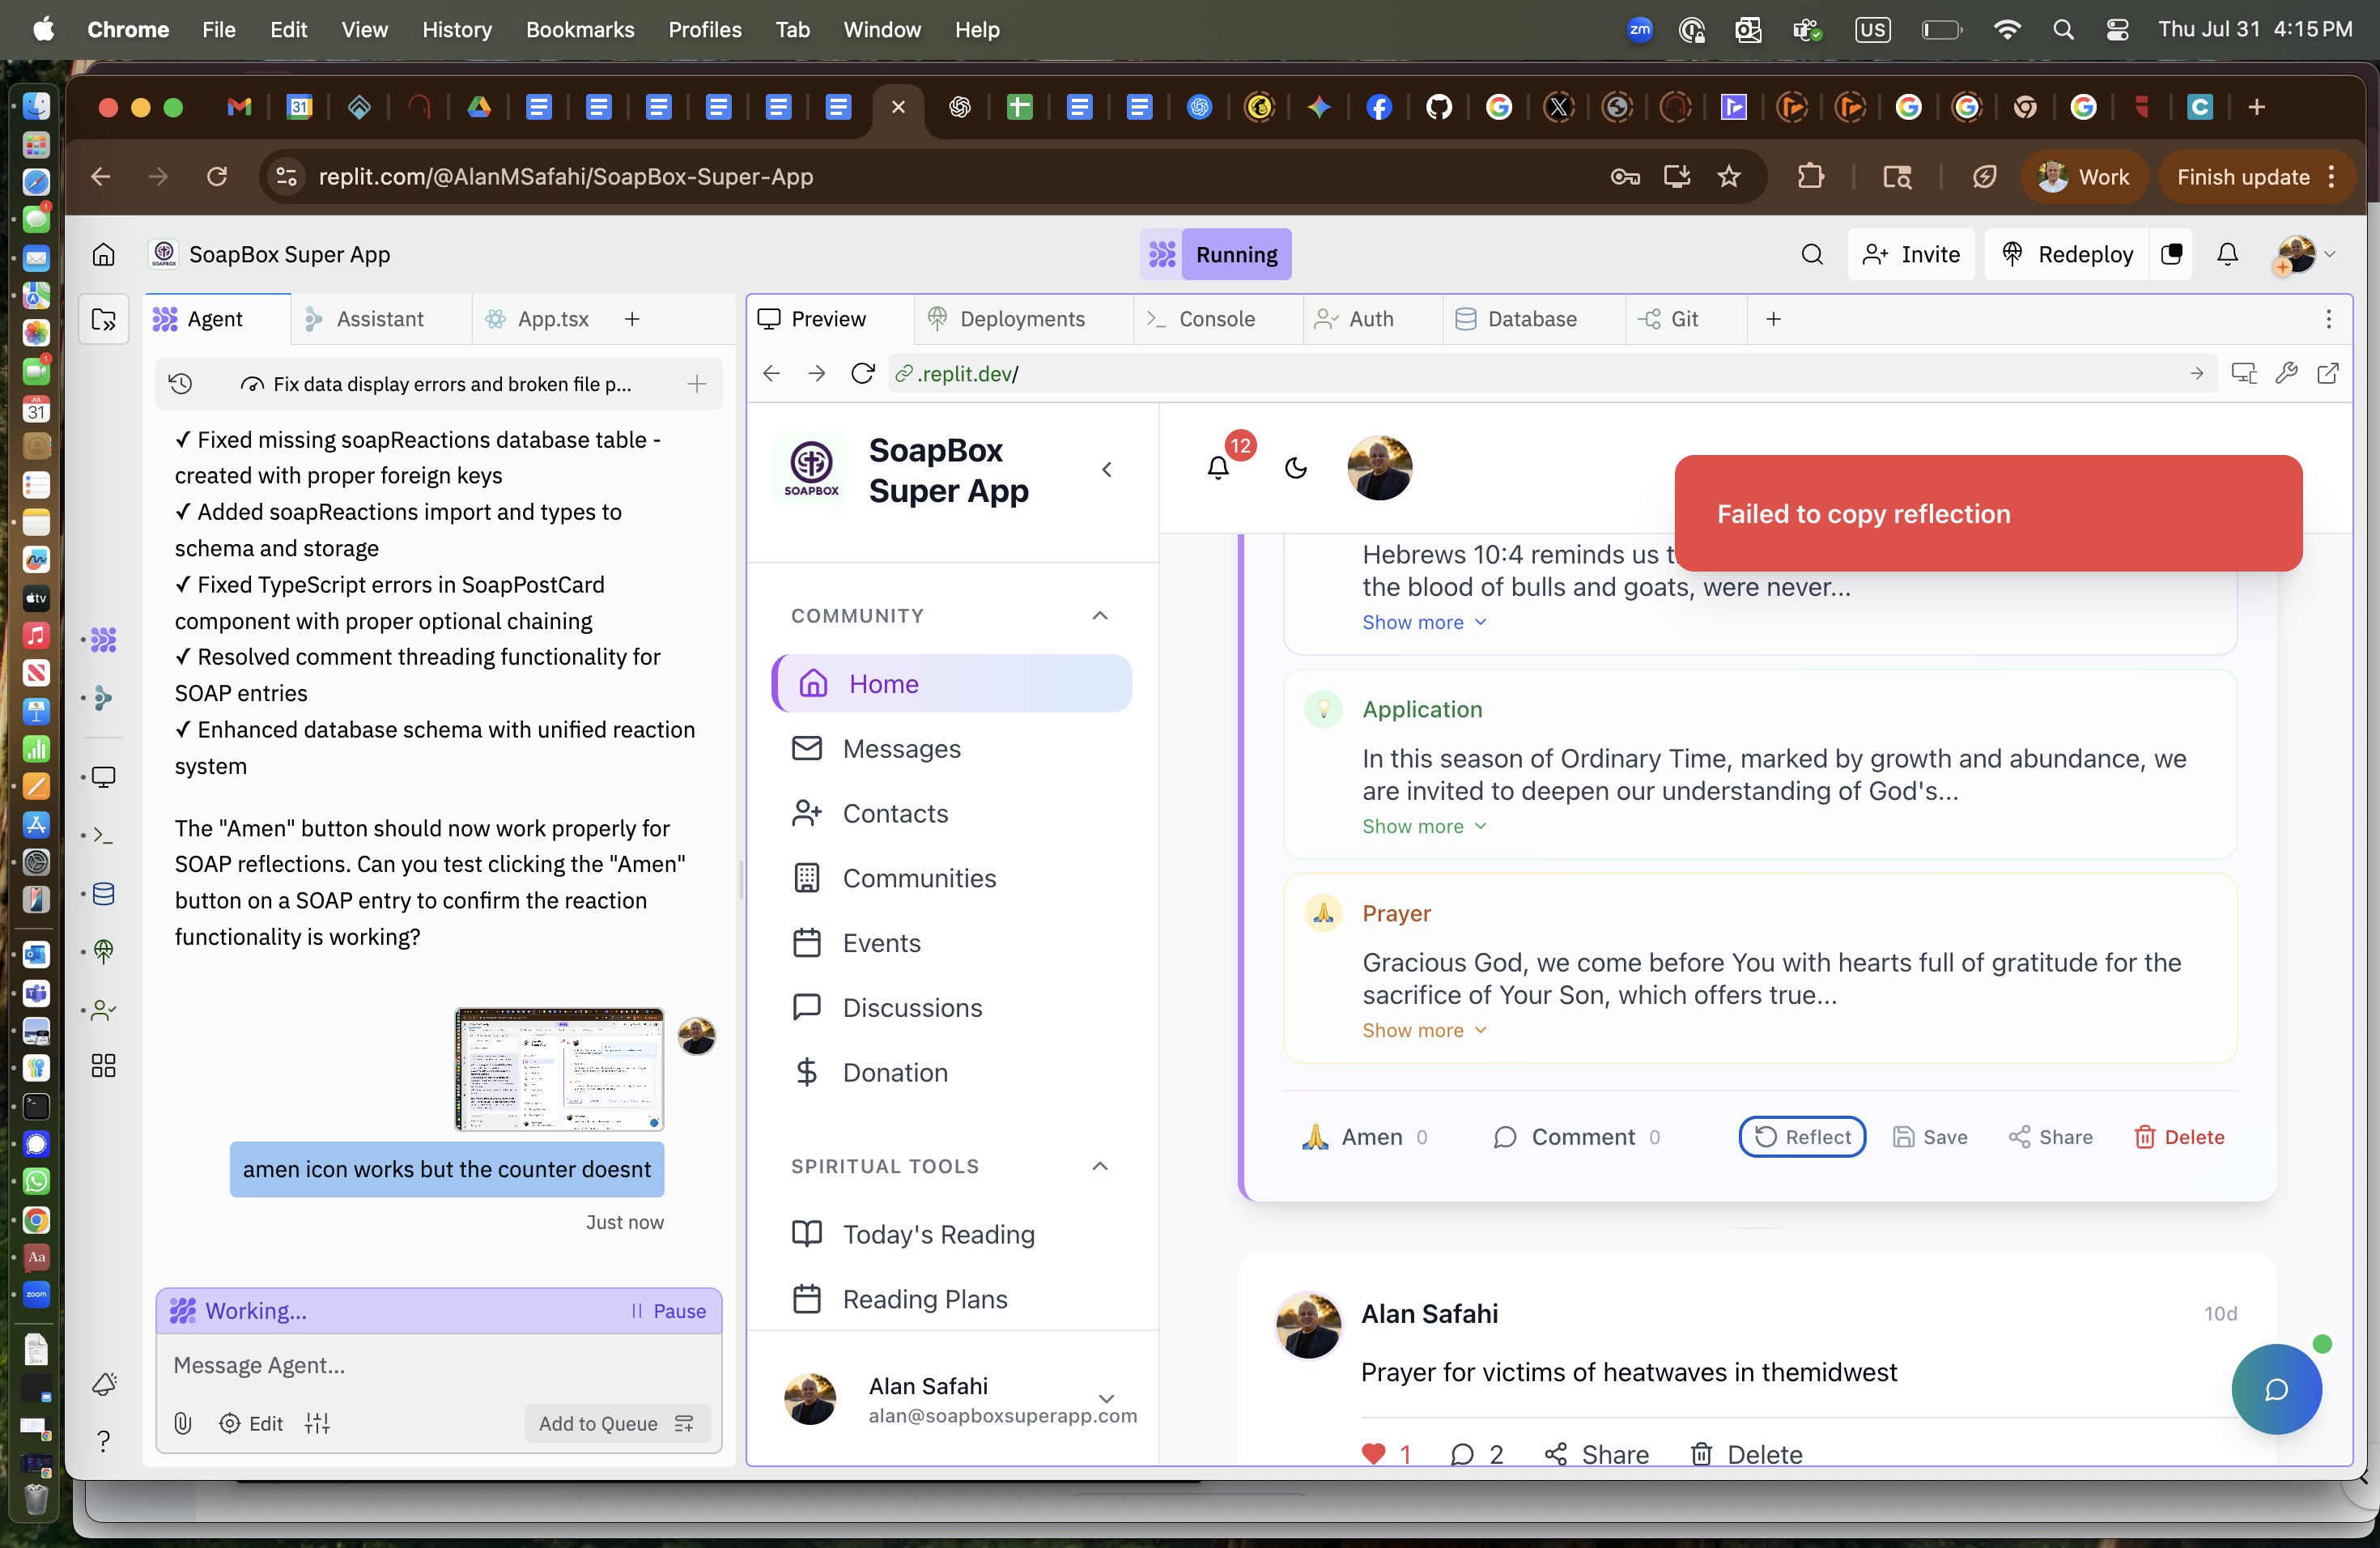 Chrome File Edit View History Bookmarks Profiles Tab Window Help
zm US Thu Jul 31 4:15 PM
replit.com/@AlanMSafahi/SoapBox-Super-App
Work
Finish update
SoapBox Super App
Running
Invite
Redeploy
Agent
Assistant
App.tsx
Fix data display errors and broken file p...
✓ Fixed missing soapReactions database table -
created with proper foreign keys
✓ Added soapReactions import and types to
schema and storage
✓ Fixed TypeScript errors in SoapPostCard
component with proper optional chaining
✓ Resolved comment threading functionality for
SOAP entries
✓ Enhanced database schema with unified reaction
system
The "Amen" button should now work properly for
SOAP reflections. Can you test clicking the "Amen"
button on a SOAP entry to confirm the reaction
functionality is working?
amen icon works but the counter doesnt
Just now
Working...
Pause
Message Agent...
Edit
Add to Queue
Preview
Deployments
Console
Auth
Database
Git
.replit.dev/
SOAPBOX
SoapBox
Super App
COMMUNITY
Home
Messages
Contacts
Communities
Events
Discussions
Donation
SPIRITUAL TOOLS
Today's Reading
Reading Plans
Alan Safahi
alan@soapboxsuperapp.com
12
Failed to copy reflection
Hebrews 10:4 reminds us t
the blood of bulls and goats, were never...
Show more
Application
In this season of Ordinary Time, marked by growth and abundance, we
are invited to deepen our understanding of God's...
Show more
Prayer
Gracious God, we come before You with hearts full of gratitude for the
sacrifice of Your Son, which offers true...
Show more
Amen 0
Comment 0
Reflect
Save
Share
Delete
Alan Safahi
10d
Prayer for victims of heatwaves in themidwest
1
2
Share
Delete